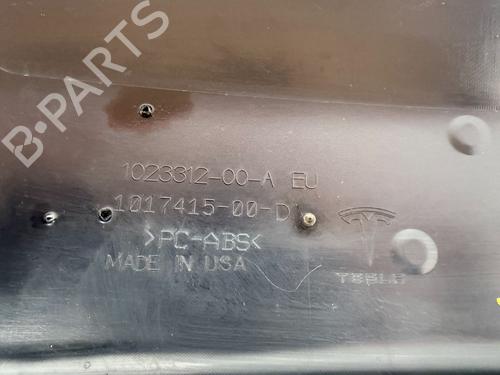 B-PARTS
1023312-00-A EU
1017415-00-D
>PC-ABS<
MADE IN USA
TESLA